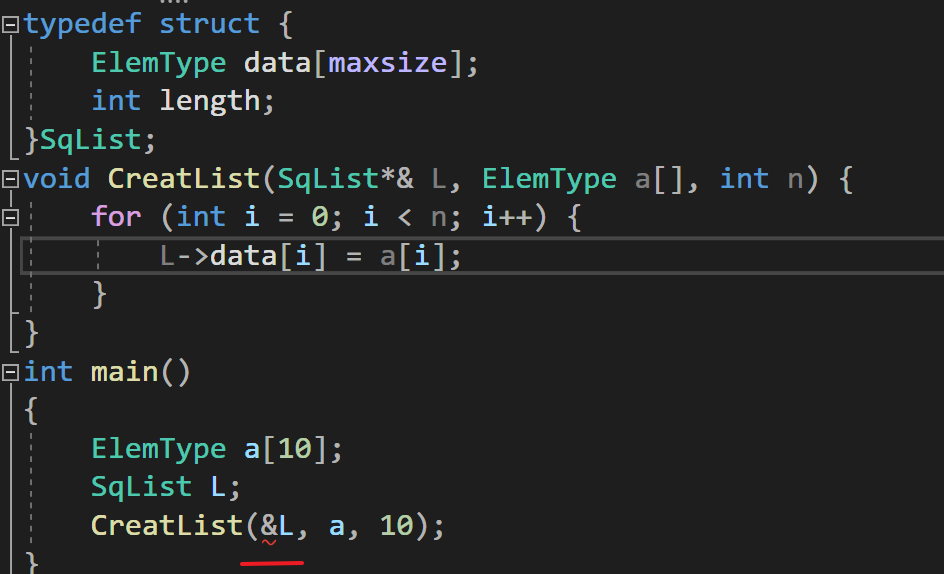 typedef struct {
ElemType data[maxsize];
int length;
}SqList;
void CreatList(SqList*& L, ElemType a[], int n) {
for (int i = 0; i < n; i++) {
L->data[i] = a[i];
}
}
int main()
{
ElemType a[10];
SqList L;
CreatList(&L, a, 10);
}